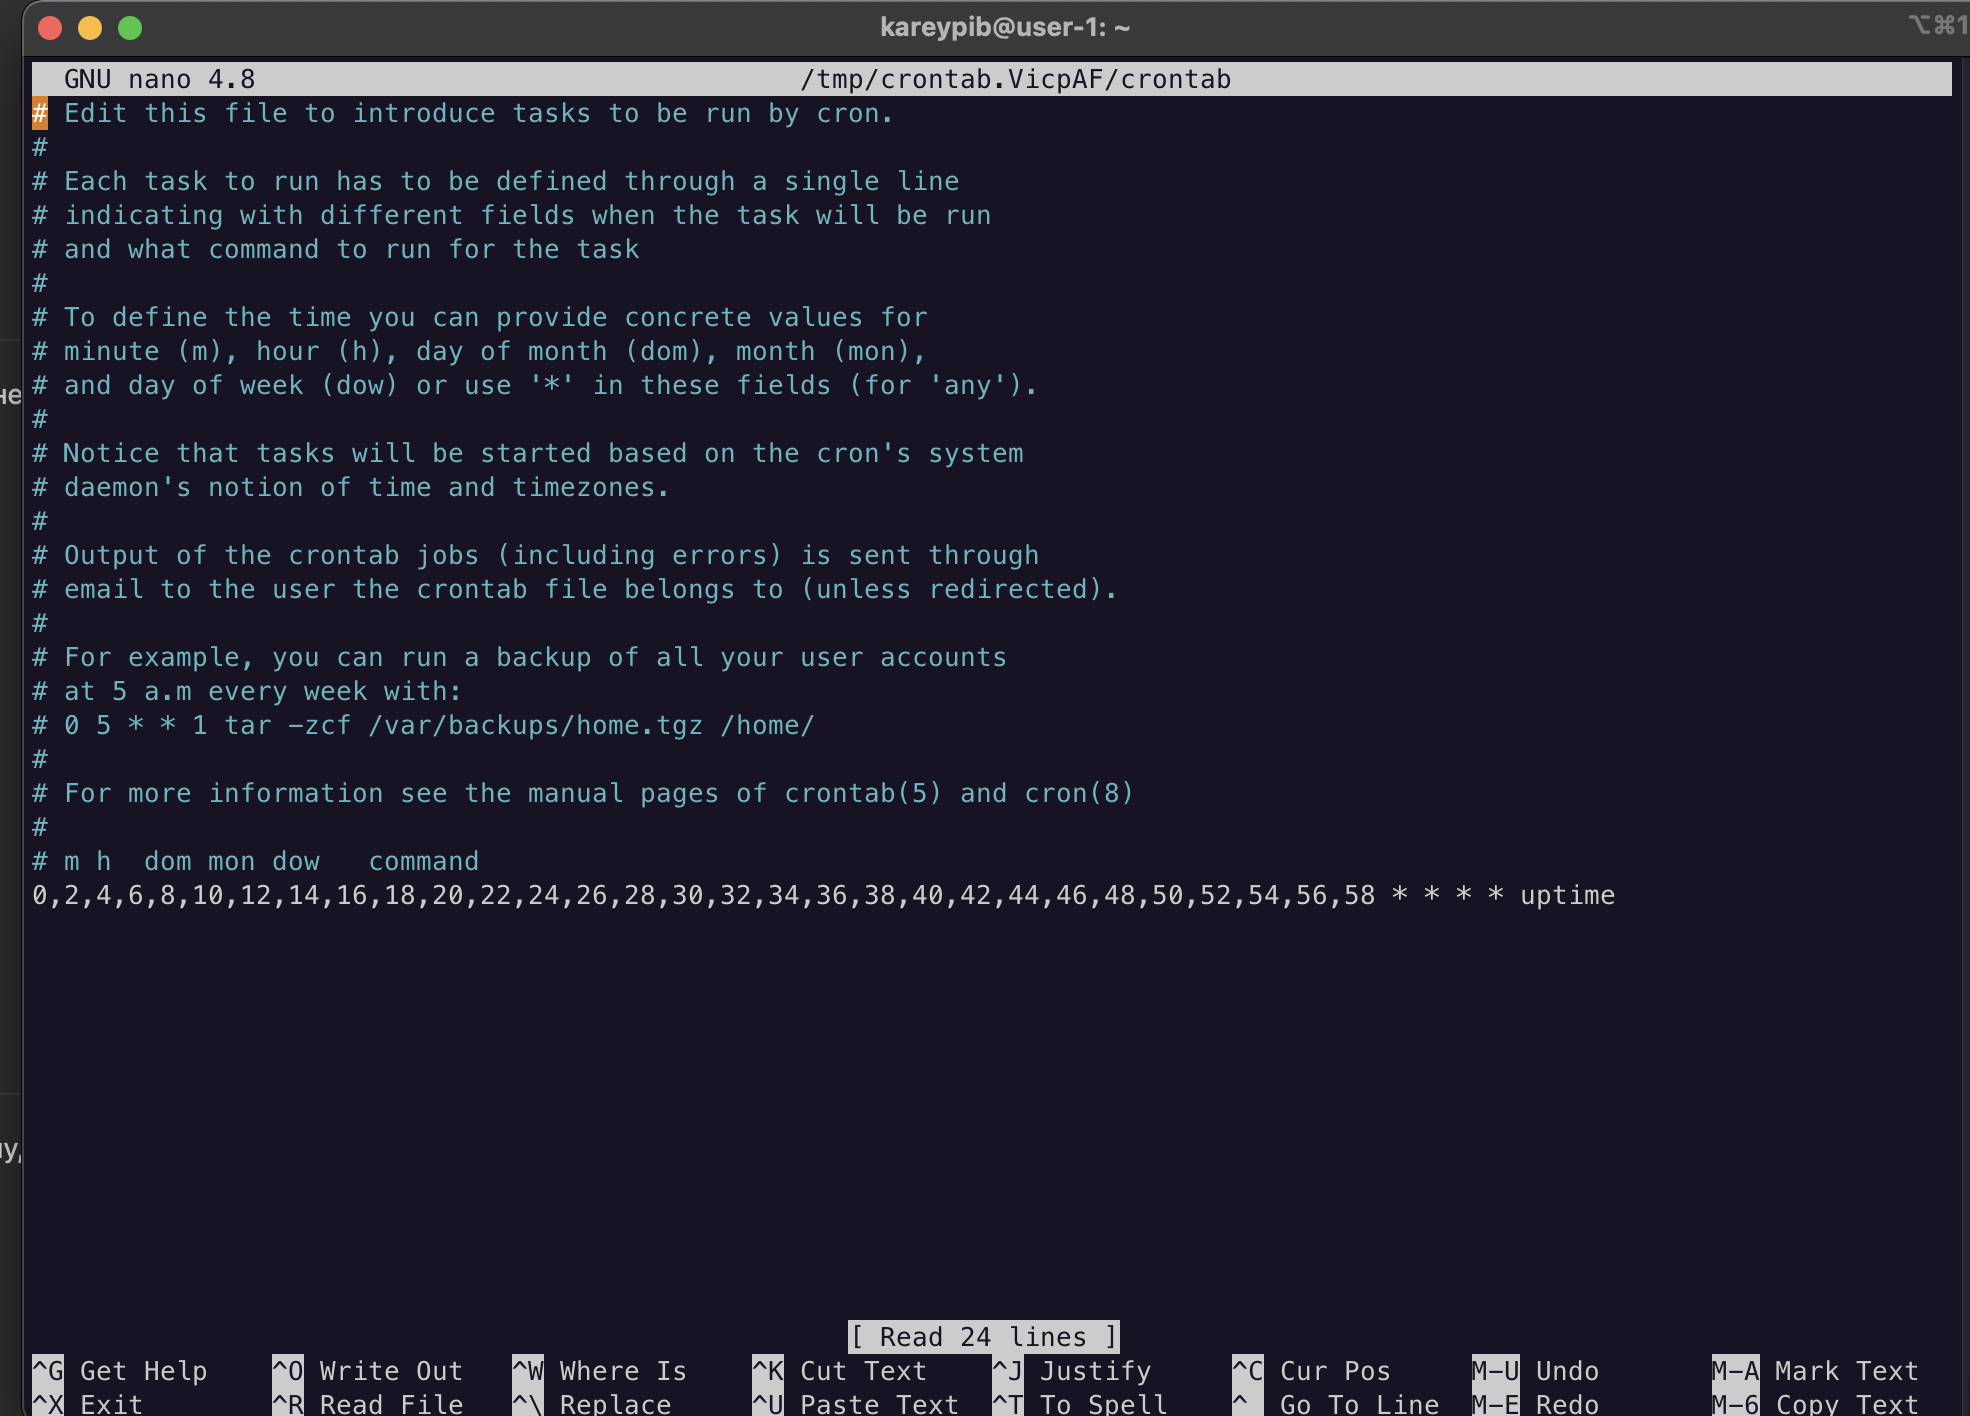 kareypib@user-1: ~
⌥⌘1
GNU nano 4.8 /tmp/crontab.VicpAF/crontab
# Edit this file to introduce tasks to be run by cron.
#
# Each task to run has to be defined through a single line
# indicating with different fields when the task will be run
# and what command to run for the task
#
# To define the time you can provide concrete values for
# minute (m), hour (h), day of month (dom), month (mon),
# and day of week (dow) or use '*' in these fields (for 'any').
#
# Notice that tasks will be started based on the cron's system
# daemon's notion of time and timezones.
#
# Output of the crontab jobs (including errors) is sent through
# email to the user the crontab file belongs to (unless redirected).
#
# For example, you can run a backup of all your user accounts
# at 5 a.m every week with:
# 0 5 * * 1 tar -zcf /var/backups/home.tgz /home/
#
# For more information see the manual pages of crontab(5) and cron(8)
#
# m h  dom mon dow   command
0,2,4,6,8,10,12,14,16,18,20,22,24,26,28,30,32,34,36,38,40,42,44,46,48,50,52,54,56,58 * * * * uptime
[ Read 24 lines ]
^G Get Help ^O Write Out ^W Where Is ^K Cut Text ^J Justify ^C Cur Pos M-U Undo M-A Mark Text
^X Exit ^R Read File ^\ Replace ^U Paste Text ^T To Spell ^_ Go To Line M-E Redo M-6 Copy Text